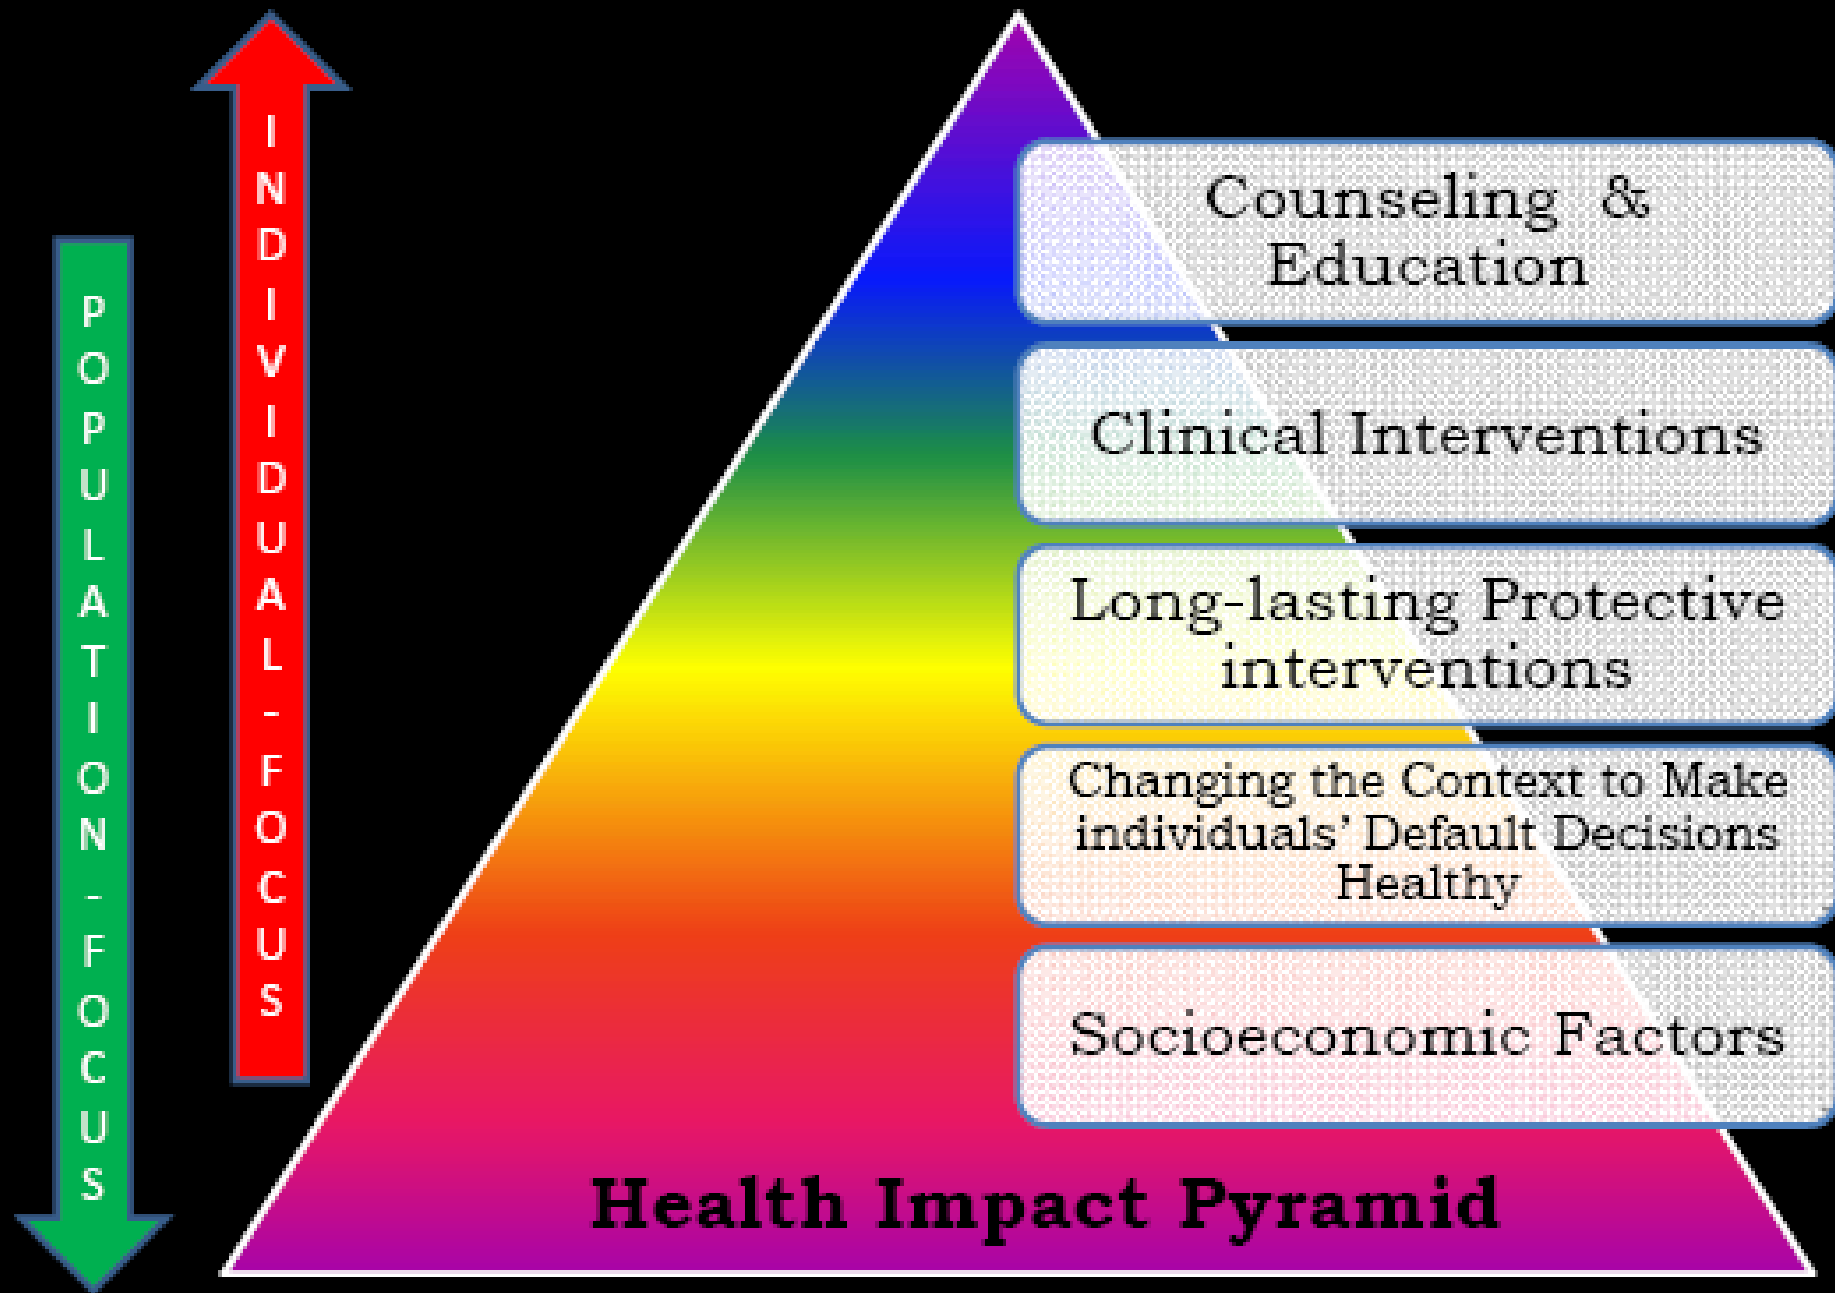 POPULATION-FOCUS
INDIVIDUAL-FOCUS
Counseling &
Education
Clinical Interventions
Long-lasting Protective
interventions
Changing the Context to Make
individuals’ Default Decisions
Healthy
Socioeconomic Factors
Health Impact Pyramid